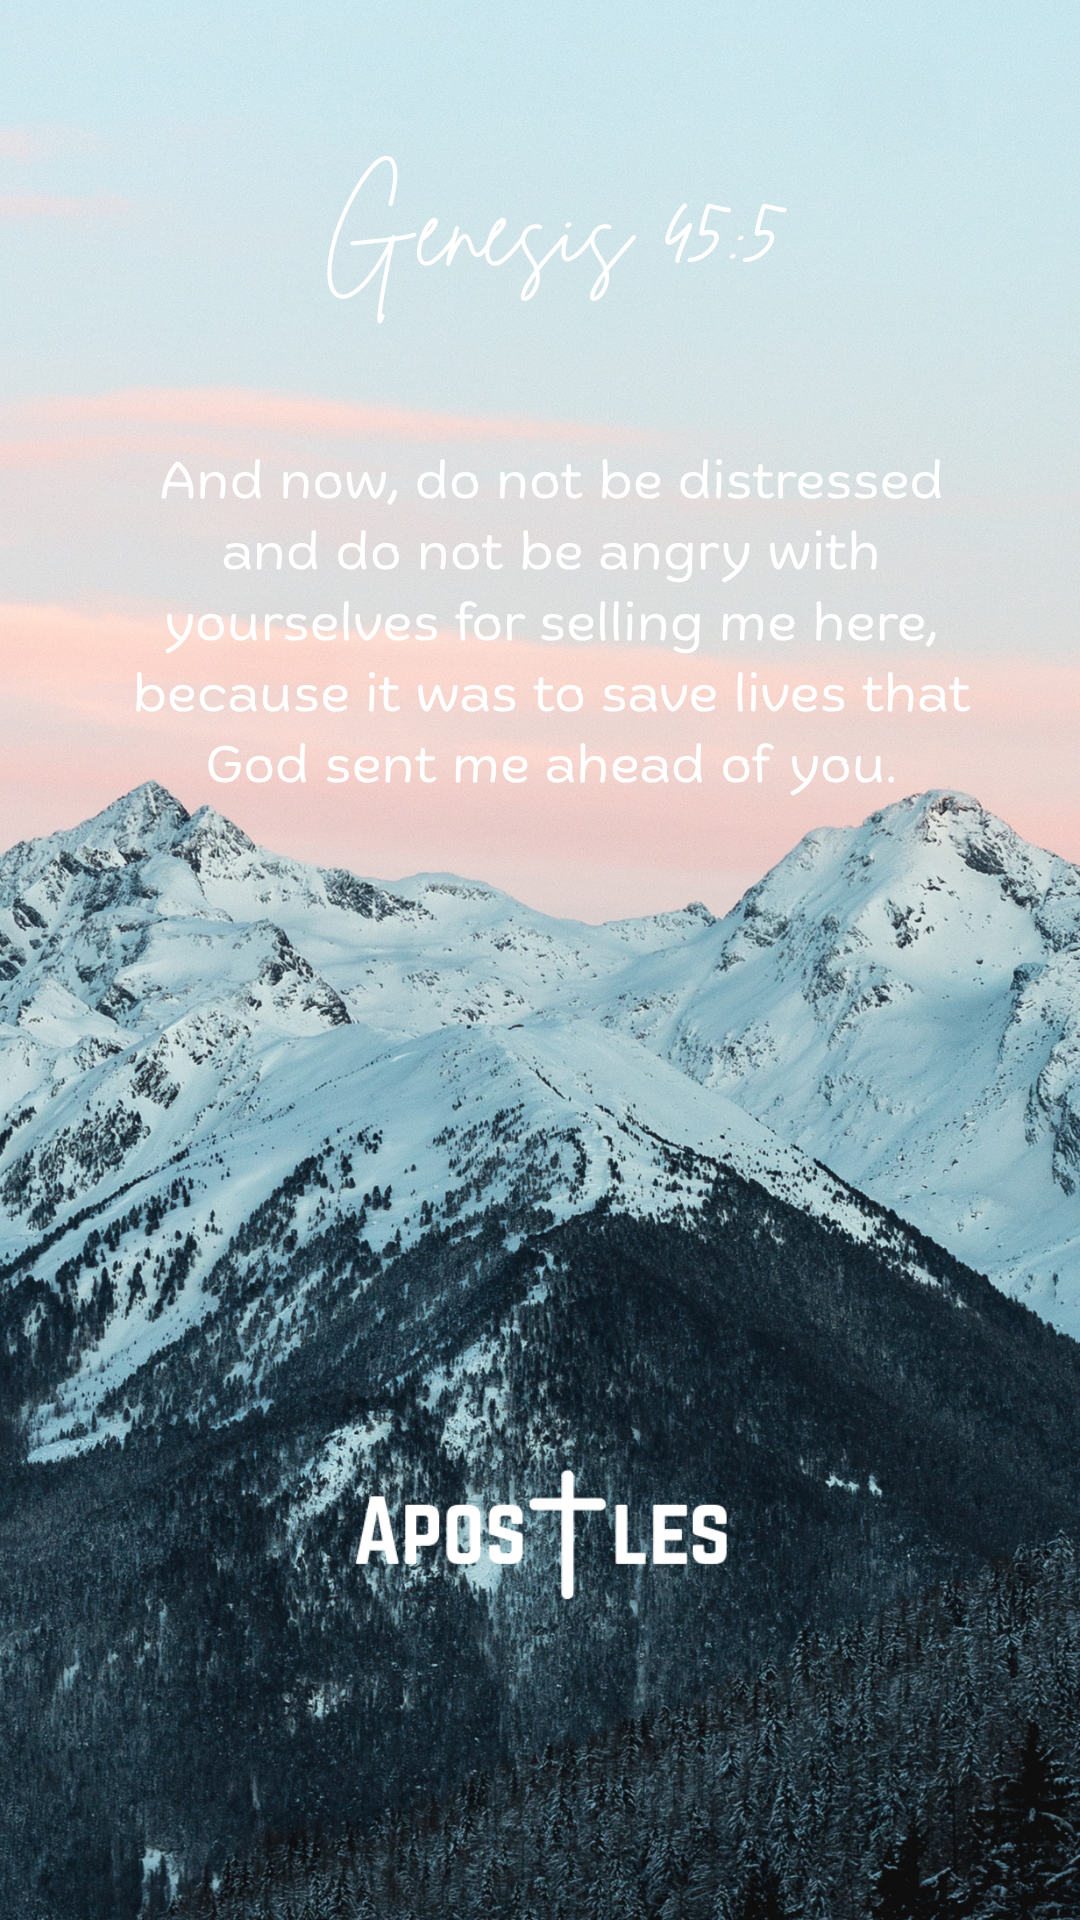 Genesis 45:5
And now, do not be distressed
and do not be angry with
yourselves for selling me here,
because it was to save lives that
God sent me ahead of you.
APOSTLES